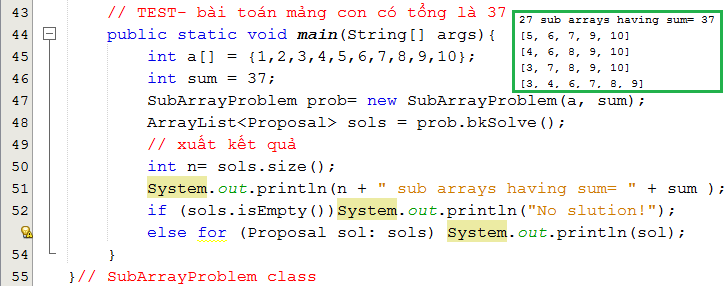 43 // TEST- bài toán mảng con có tổng là 37
44 public static void main(String[] args){
45 int a[] = {1,2,3,4,5,6,7,8,9,10};
46 int sum = 37;
47 SubArrayProblem prob= new SubArrayProblem(a, sum);
48 ArrayList<Proposal> sols = prob.bkSolve();
49 // xuất kết quả
50 int n= sols.size();
51 System.out.println(n + " sub arrays having sum= " + sum );
52 if (sols.isEmpty())System.out.println("No slution!");
else for (Proposal sol: sols) System.out.println(sol);
54 }
55 }// SubArrayProblem class
27 sub arrays having sum= 37
[5, 6, 7, 9, 10]
[4, 6, 8, 9, 10]
[3, 7, 8, 9, 10]
[3, 4, 6, 7, 8, 9]